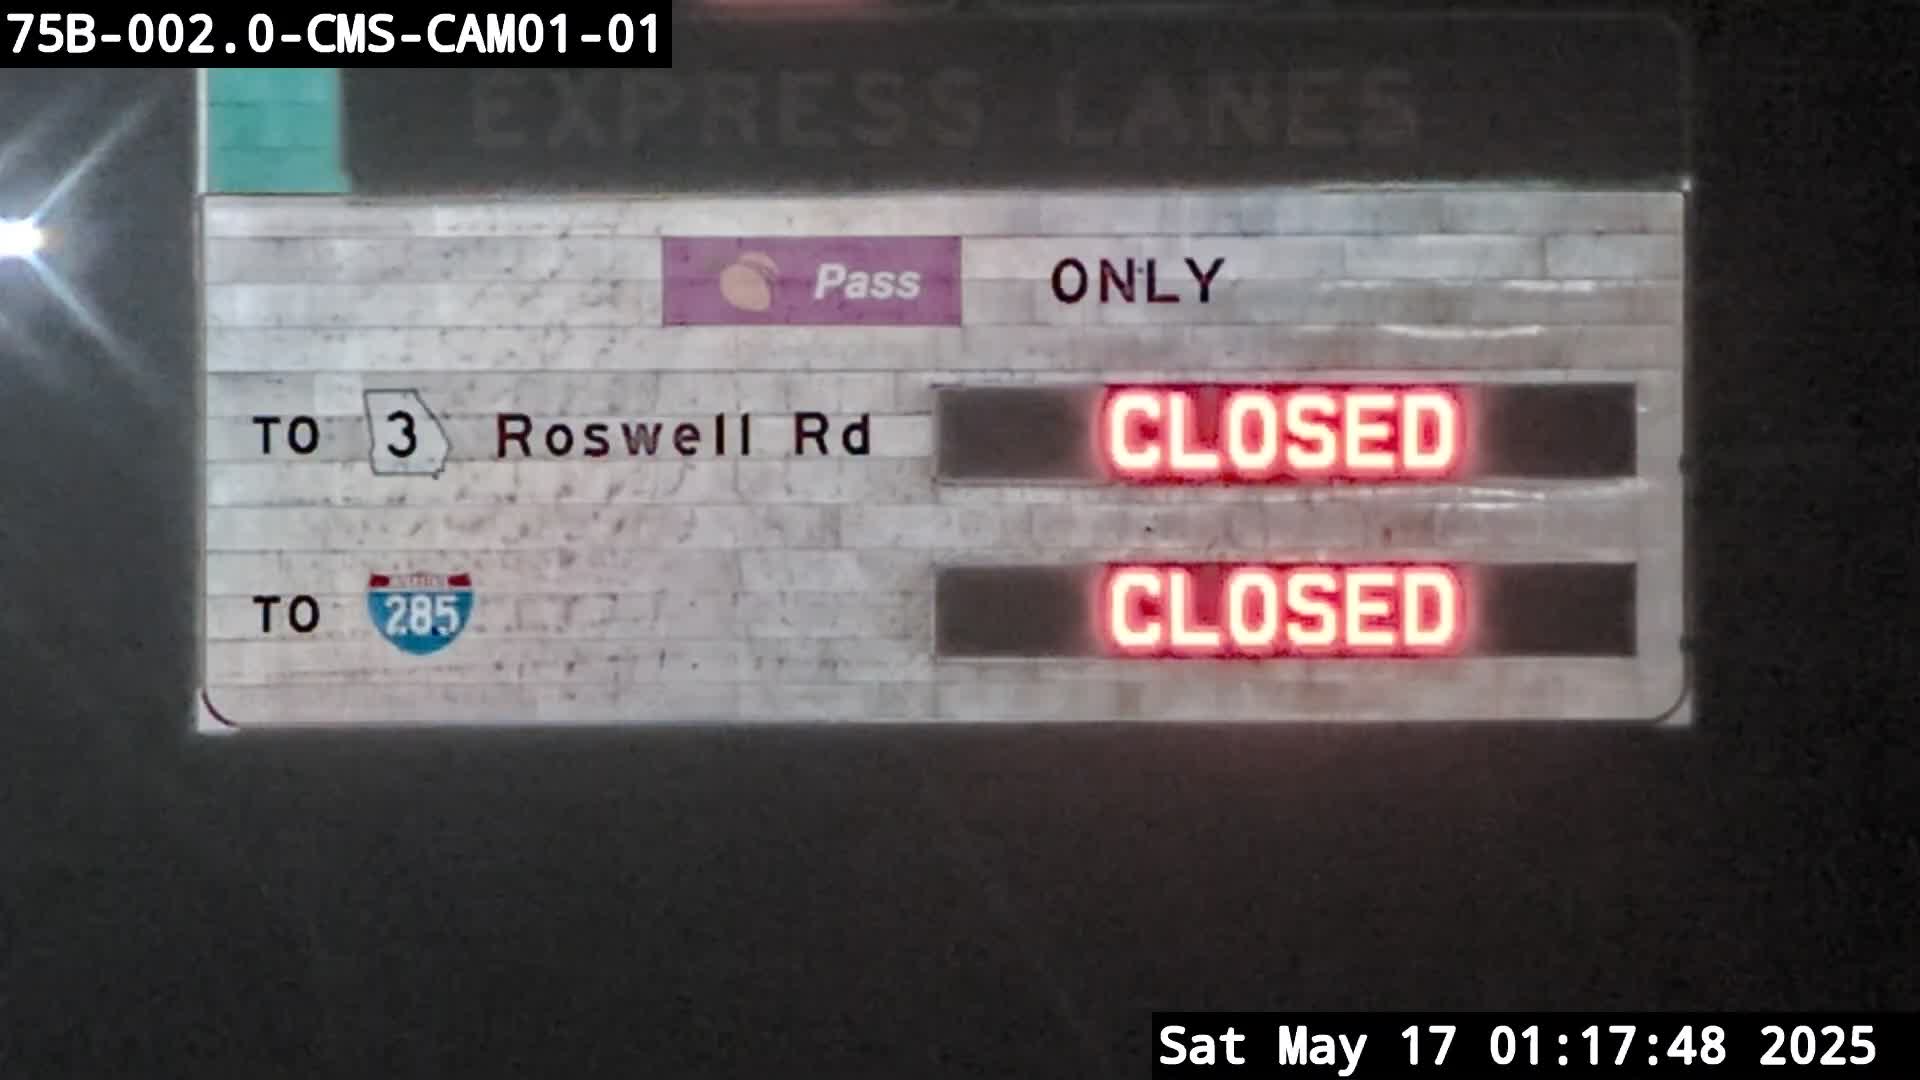 75B-002.0-CMS-CAM01-01
EXPRESS LANES
Pass ONLY
TO 3 Roswell Rd CLOSED
TO 285 CLOSED
Sat May 17 01:17:48 2025